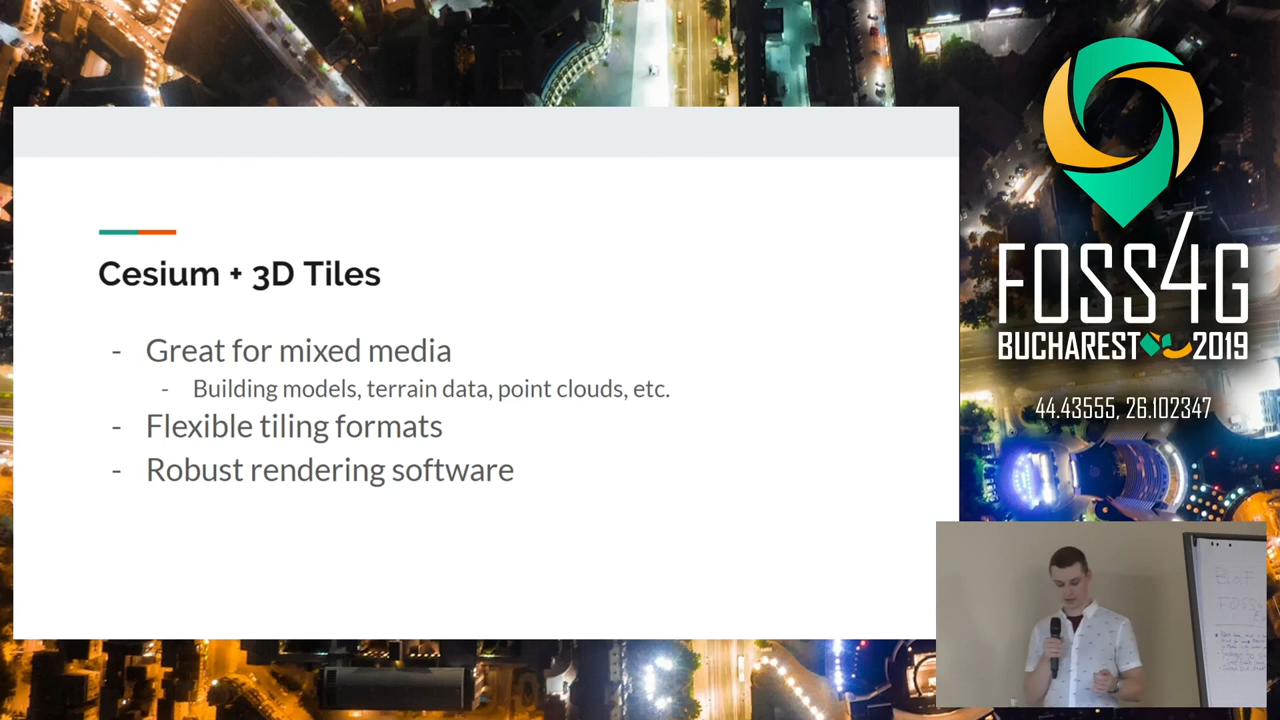 Cesium + 3D Tiles
- Great for mixed media
- Building models, terrain data, point clouds, etc.
- Flexible tiling formats
- Robust rendering software
FOSS4G
BUCHAREST 2019
44.43555, 26.102347
BoF